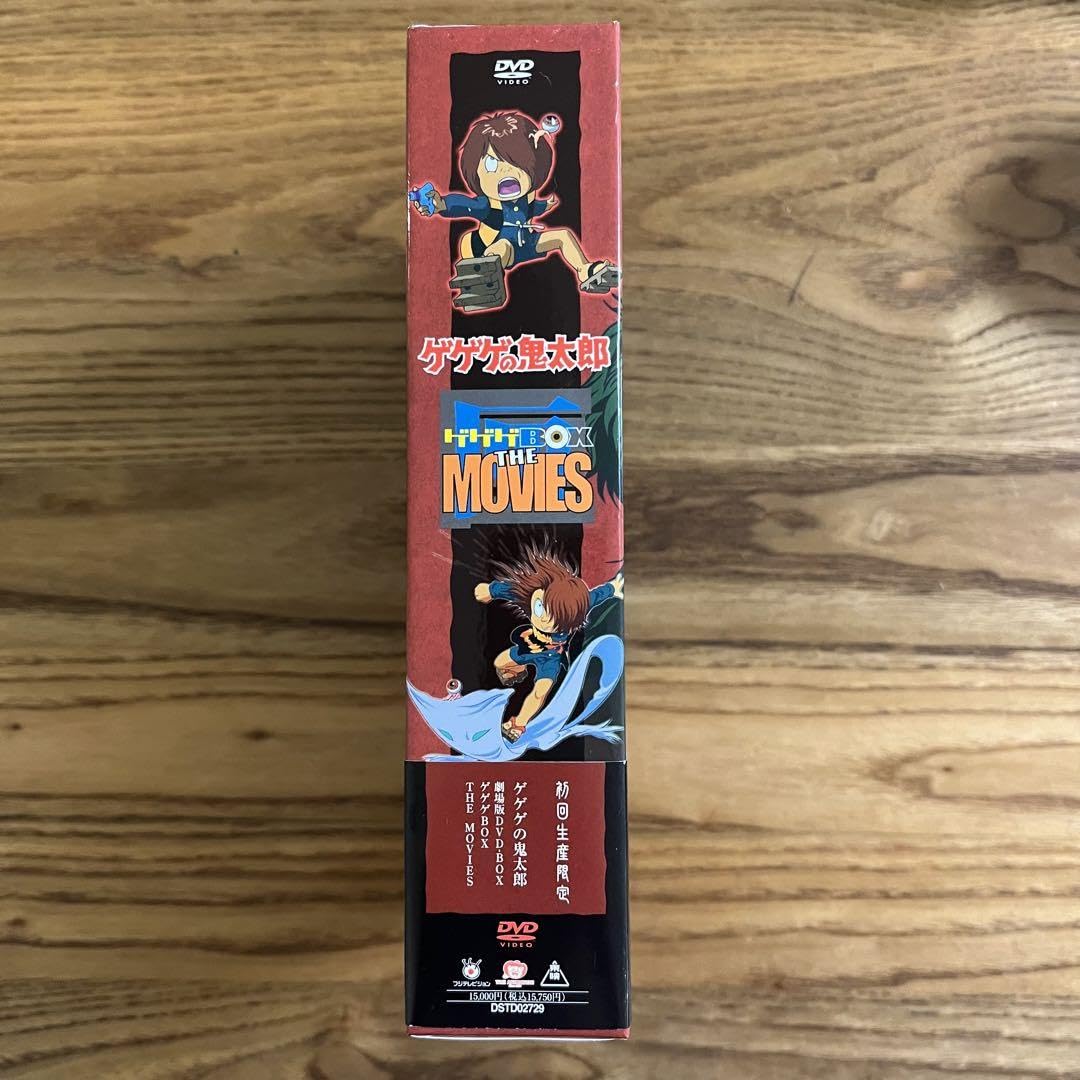 DVD
VIDEO
ゲゲゲの鬼太郎
ゲゲゲBOX
THE
MOVIES
初回生産限定
ゲゲゲの鬼太郎
劇場版DVD-BOX
ゲゲゲBOX
THE MOVIES
DVD
VIDEO
フジテレビジョン
東映
15,000円(税込15,750円)
DSTD02729